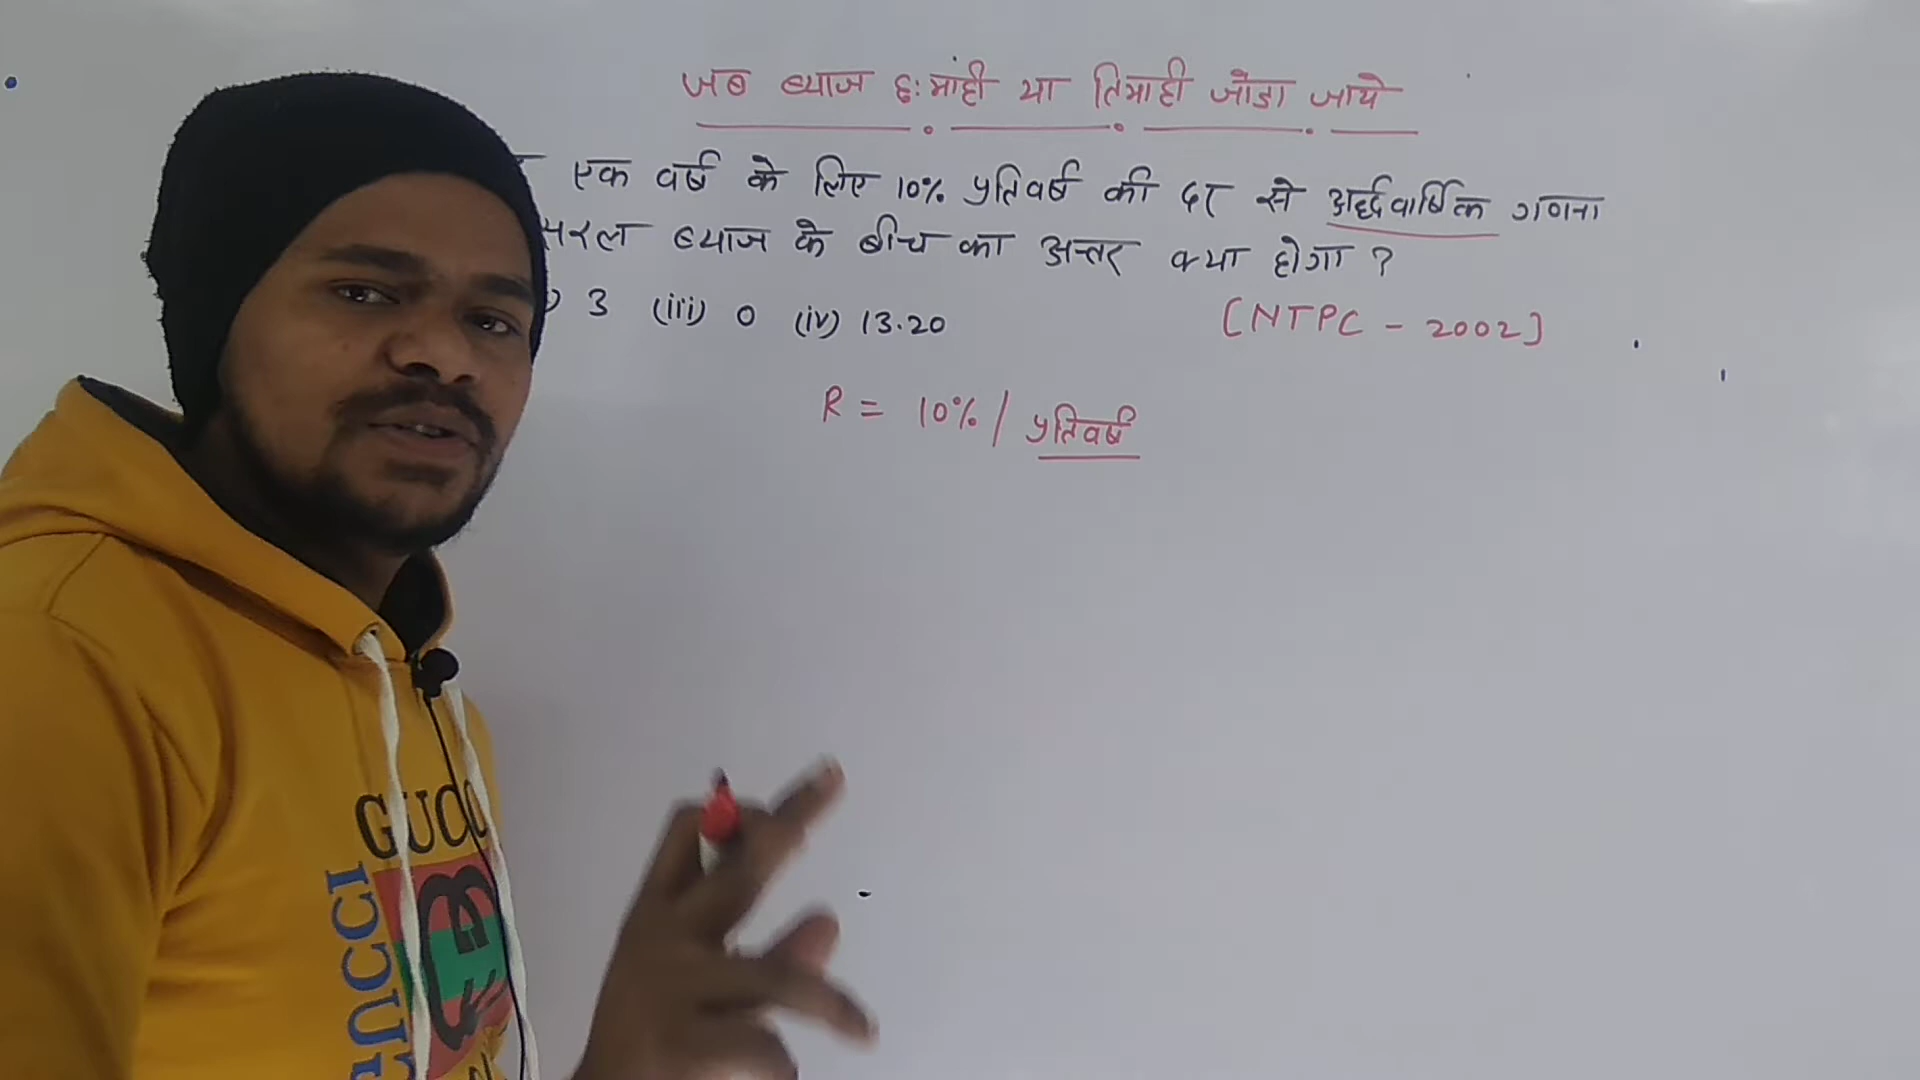 जब ब्याज छ:मांही या तिमाही जोडा जाये
एक वर्ष के लिए 10% प्रतिवर्ष की दर से अर्द्धवार्षिक गणना
सरल ब्याज के बीच का अन्तर क्या होगा ?
3 (iii) 0 (iv) 13.20 [NTPC - 2002]
R = 10% / प्रतिवर्ष
GUCC
GUCCI